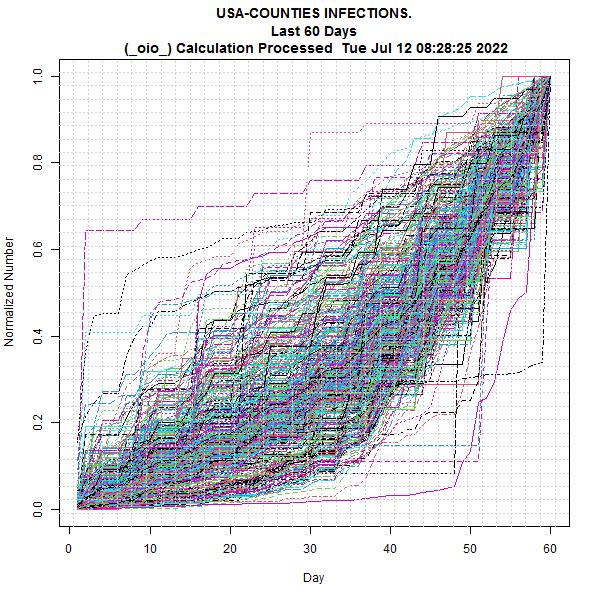 USA-COUNTIES INFECTIONS.
Last 60 Days
(_oio_) Calculation Processed  Tue Jul 12 08:28:25 2022
Normalized Number
1.0
0.8
0.6
0.4
0.2
0.0
0 10 20 30 40 50 60
Day